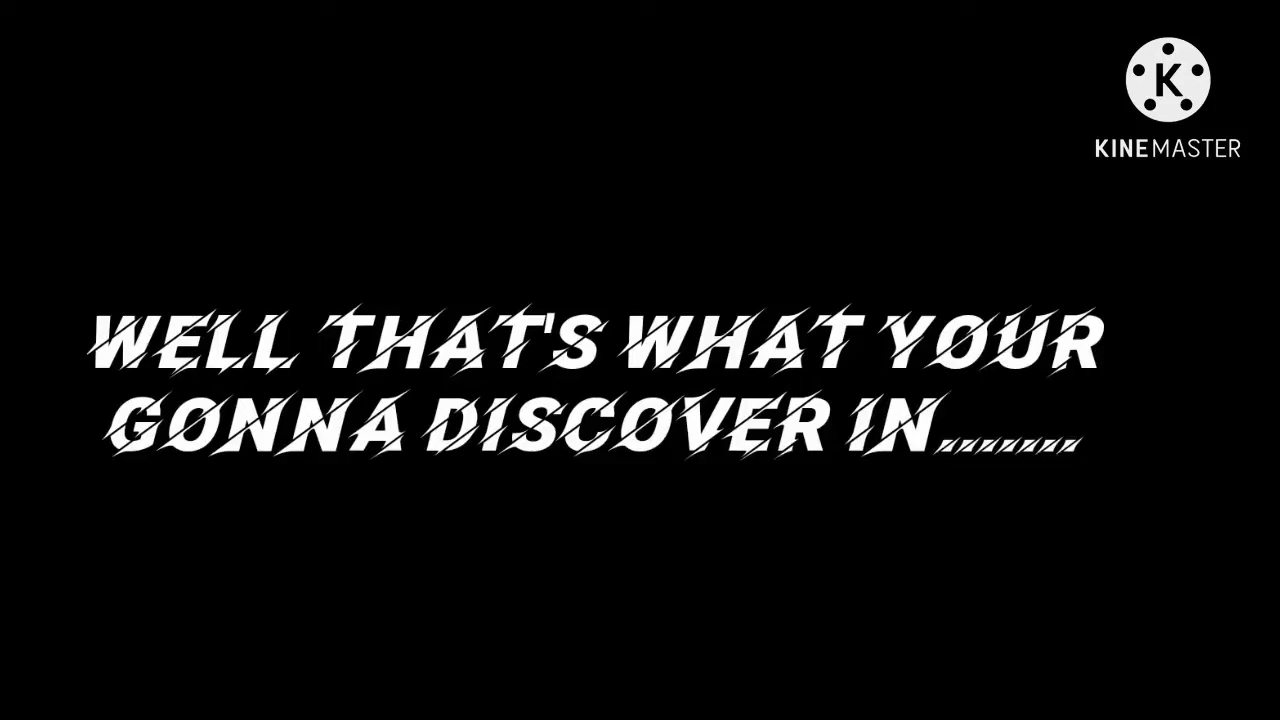 K
KINEMASTER
WELL THAT'S WHAT YOUR
GONNA DISCOVER IN........